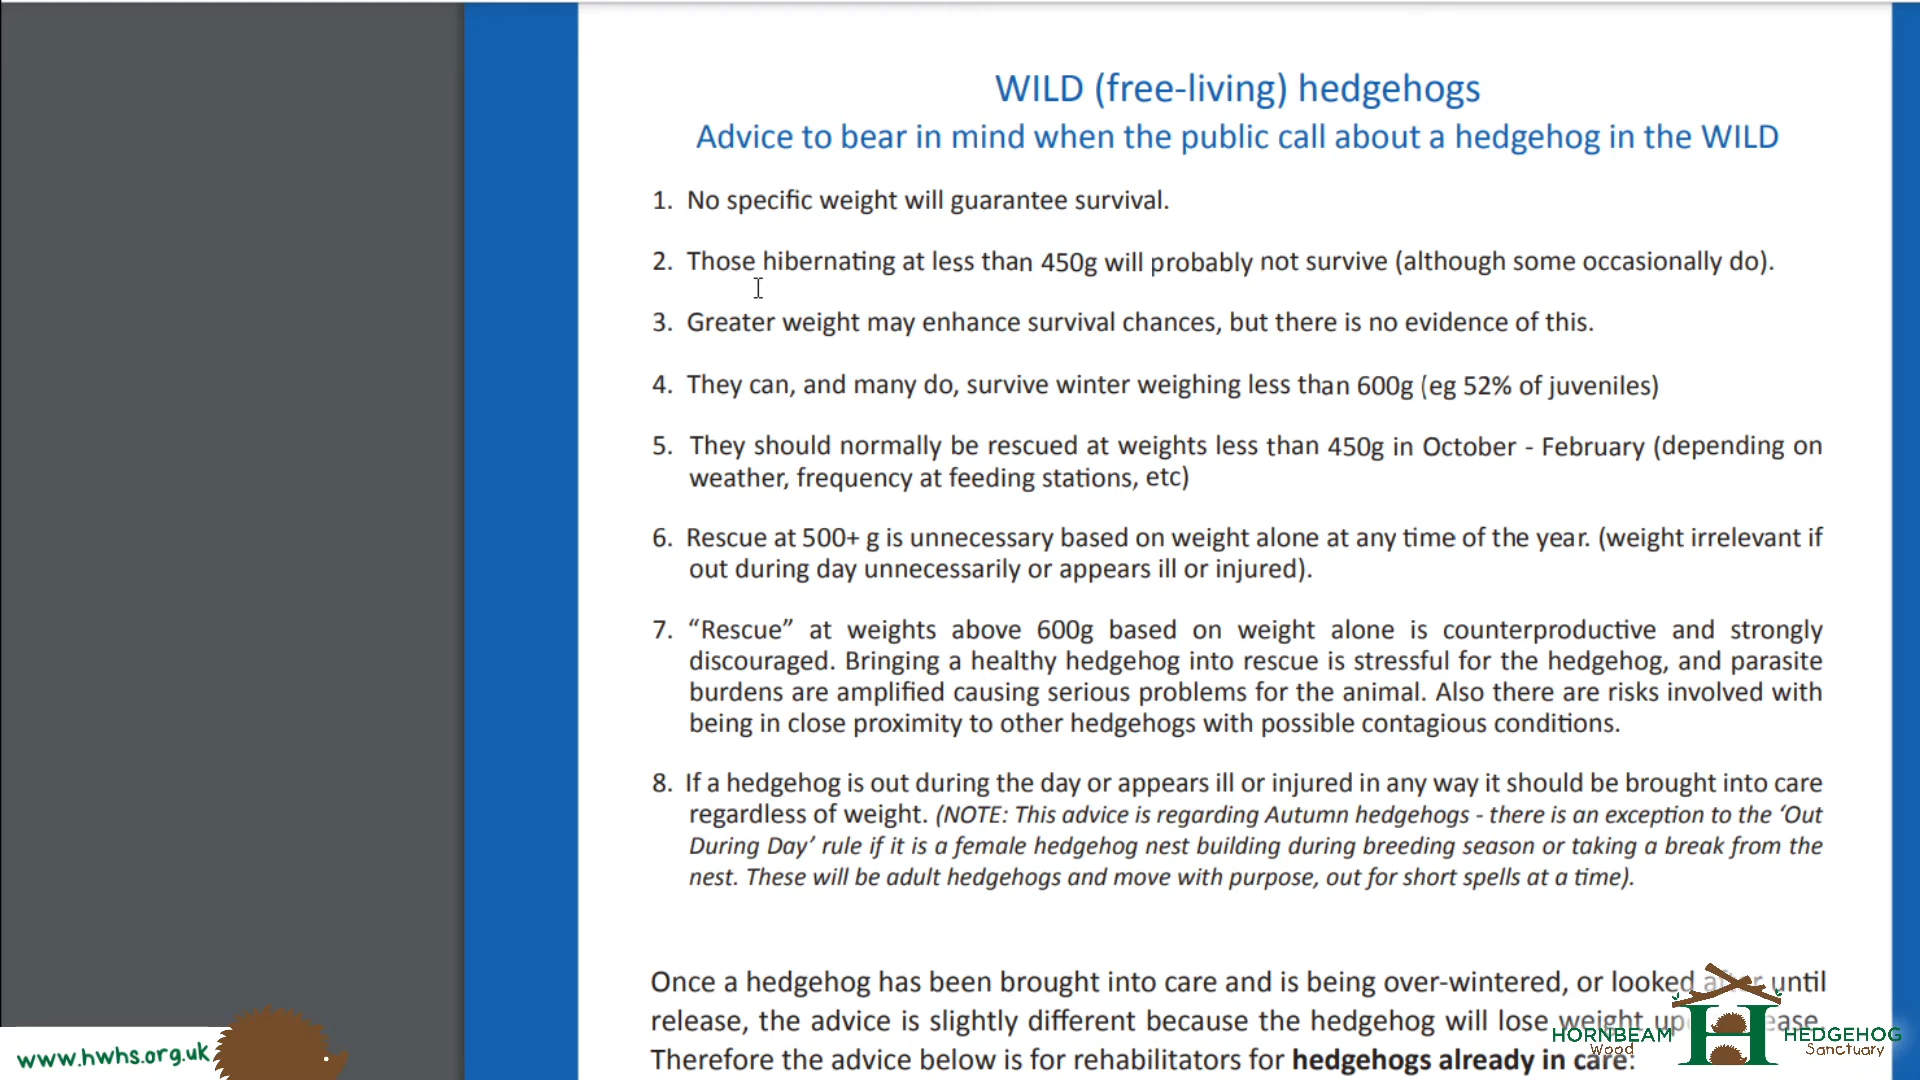 WILD (free-living) hedgehogs
Advice to bear in mind when the public call about a hedgehog in the WILD
1. No specific weight will guarantee survival.
2. Those hibernating at less than 450g will probably not survive (although some occasionally do).
3. Greater weight may enhance survival chances, but there is no evidence of this.
4. They can, and many do, survive winter weighing less than 600g (eg 52% of juveniles)
5. They should normally be rescued at weights less than 450g in October - February (depending on
weather, frequency at feeding stations, etc)
6. Rescue at 500+ g is unnecessary based on weight alone at any time of the year. (weight irrelevant if
out during day unnecessarily or appears ill or injured).
7. “Rescue” at weights above 600g based on weight alone is counterproductive and strongly
discouraged. Bringing a healthy hedgehog into rescue is stressful for the hedgehog, and parasite
burdens are amplified causing serious problems for the animal. Also there are risks involved with
being in close proximity to other hedgehogs with possible contagious conditions.
8. If a hedgehog is out during the day or appears ill or injured in any way it should be brought into care
regardless of weight. (NOTE: This advice is regarding Autumn hedgehogs - there is an exception to the ‘Out
During Day’ rule if it is a female hedgehog nest building during breeding season or taking a break from the
nest. These will be adult hedgehogs and move with purpose, out for short spells at a time).
Once a hedgehog has been brought into care and is being over-wintered, or looked until
release, the advice is slightly different because the hedgehog will lose weight
Therefore the advice below is for rehabilitators for hedgehogs already in care:
www.hwhs.org.uk
HORNBEAM HEDGEHOG
Wood Sanctuary